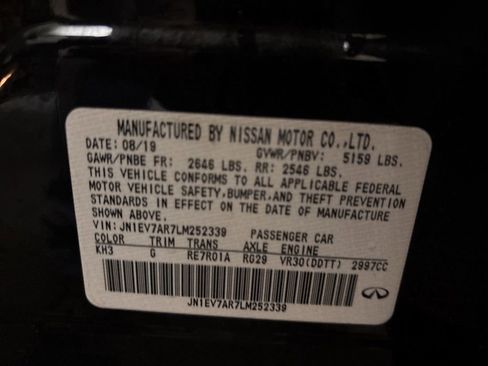 MANUFACTURED BY NISSAN MOTOR CO.,LTD.
DATE: 08/19 GVWR/PNBV: 5159 LBS.
GAWR/PNBE FR: 2646 LBS. RR: 2546 LBS.
THIS VEHICLE CONFORMS TO ALL APPLICABLE FEDERAL
MOTOR VEHICLE SAFETY, BUMPER, AND THEFT PREVENTION
STANDARDS IN EFFECT ON THE DATE OF MANUFACTURE
SHOWN ABOVE.
VIN: JN1EV7AR7LM252339 PASSENGER CAR
COLOR TRIM TRANS AXLE ENGINE
KH3 G RE7R01A RG29 VR30(DDTT) 2997CC
JN1EV7AR7LM252339